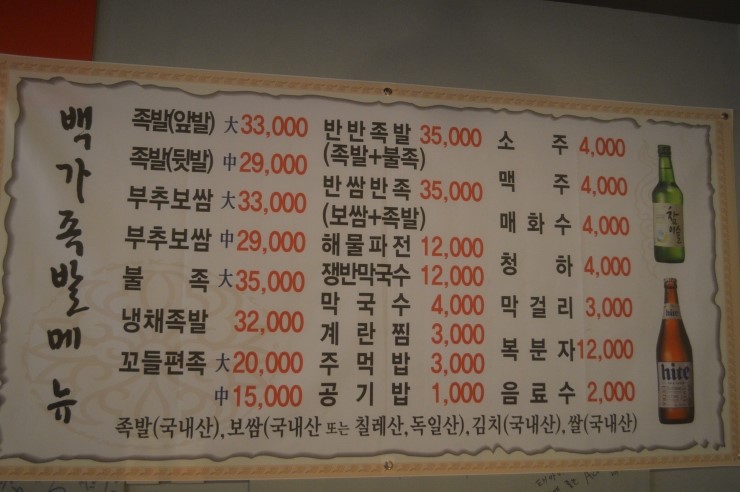 백가족발메뉴
족발(앞발) 大33,000
족발(뒷발) 中29,000
부추보쌈 大33,000
부추보쌈 中29,000
불 족 大35,000
냉채족발 32,000
꼬들편족 大20,000
中15,000
반반족발 35,000
(족발+불족)
반쌈반족 35,000
(보쌈+족발)
해물파전 12,000
쟁반막국수 12,000
막국수 4,000
계란찜 3,000
주먹밥 3,000
공기밥 1,000
소 주 4,000
맥 주 4,000
매화수 4,000
청 하 4,000
막걸리 3,000
복분자 12,000
음료수 2,000
족발(국내산), 보쌈(국내산 또는 칠레산, 독일산), 김치(국내산), 쌀(국내산)
참이슬
hite